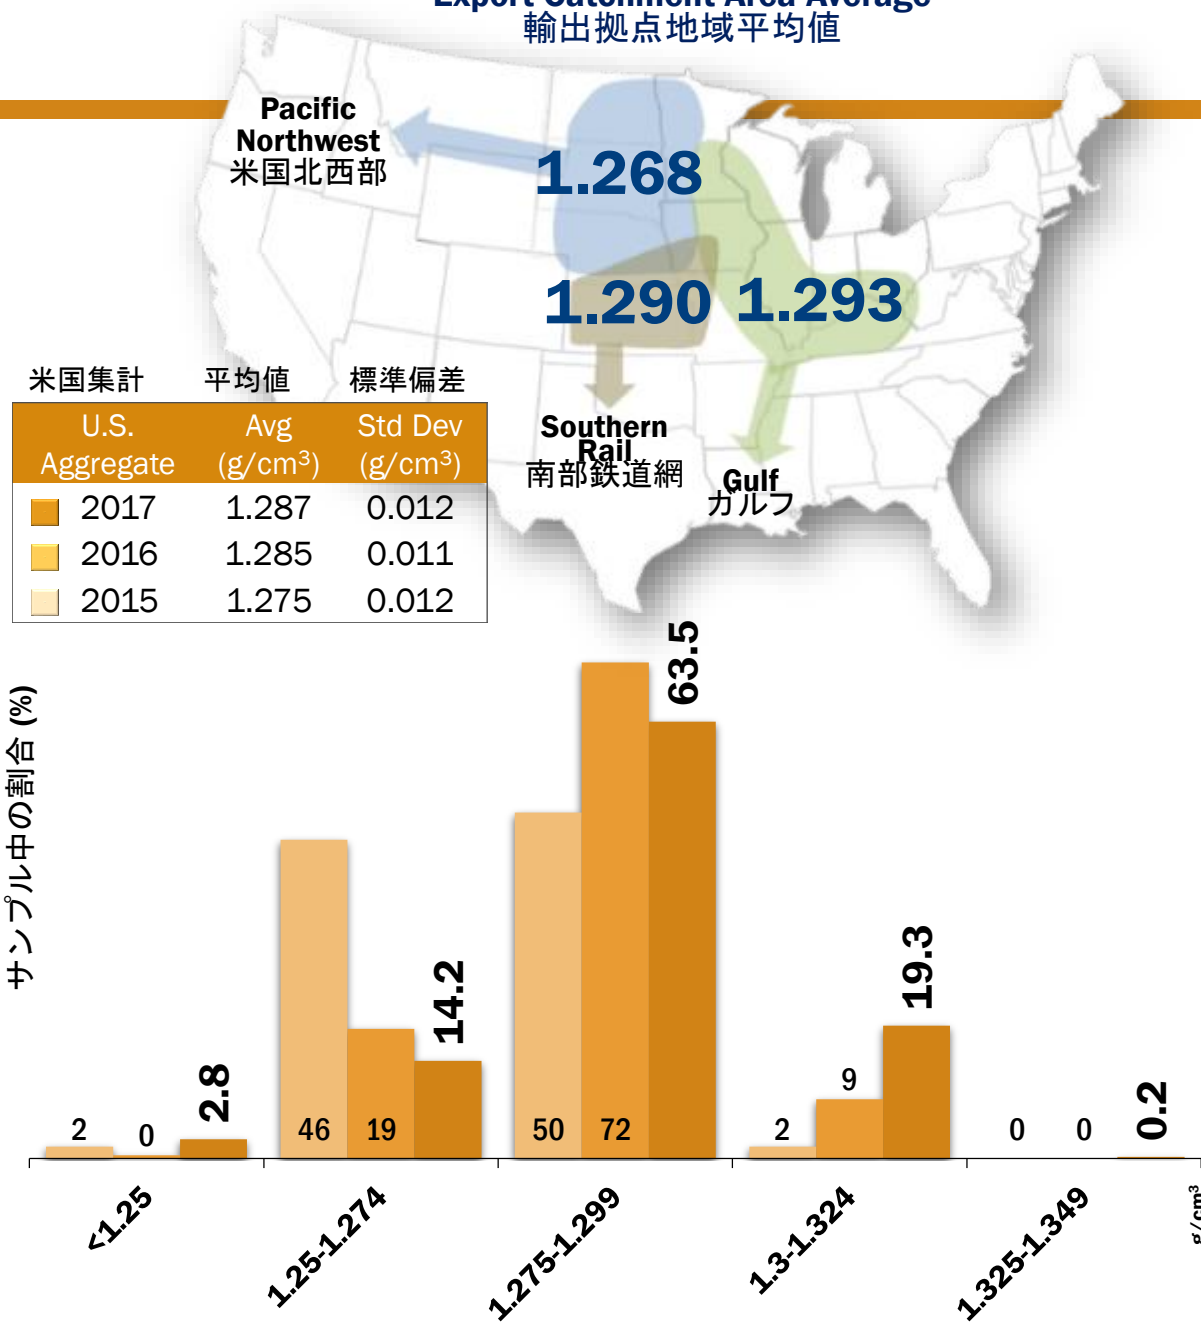 Export Catchment Area Average
輸出拠点地域平均値
Pacific
Northwest
米国北西部
1.268
1.290
1.293
Southern
Rail
南部鉄道網
Gulf
ガルフ
米国集計 平均値 標準偏差
U.S. Aggregate Avg (g/cm³) Std Dev (g/cm³)
2017 1.287 0.012
2016 1.285 0.011
2015 1.275 0.012
サンプル中の割合 (%)
2 0 2.8
46 19 14.2
50 72 63.5
2 9 19.3
0 0 0.2
<1.25
1.25-1.274
1.275-1.299
1.3-1.324
1.325-1.349
g/cm³